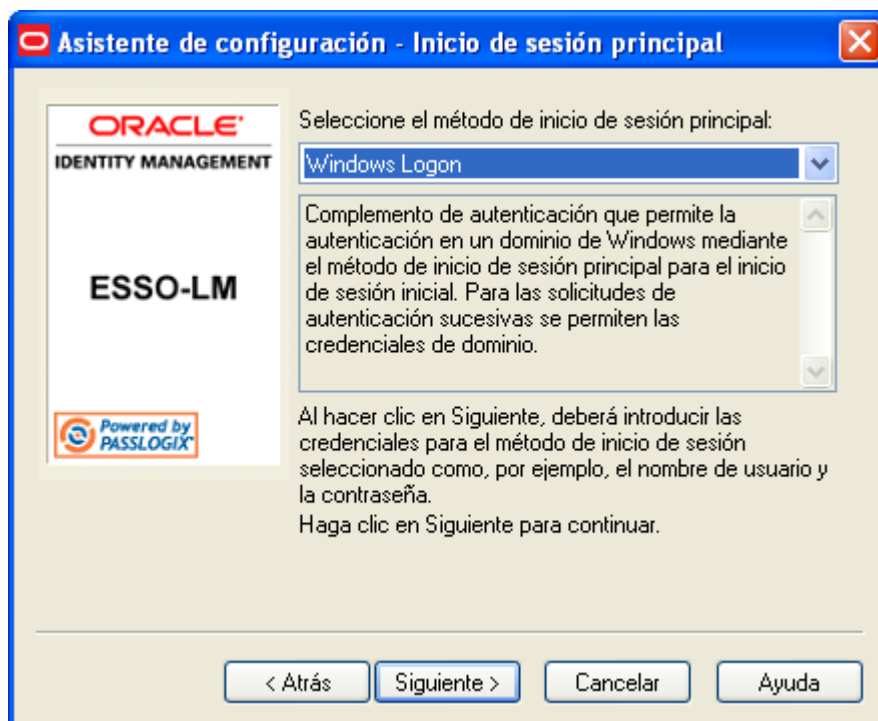 Asistente de configuración - Inicio de sesión principal
ORACLE'
IDENTITY MANAGEMENT
ESSO-LM
Powered by
PASSLOGIX
Seleccione el método de inicio de sesión principal:
Windows Logon
Complemento de autenticación que permite la
autenticación en un dominio de Windows mediante
el método de inicio de sesión principal para el inicio
de sesión inicial. Para las solicitudes de
autenticación sucesivas se permiten las
credenciales de dominio.
Al hacer clic en Siguiente, deberá introducir las
credenciales para el método de inicio de sesión
seleccionado como, por ejemplo, el nombre de usuario y
la contraseña.
Haga clic en Siguiente para continuar.
< Atrás
Siguiente >
Cancelar
Ayuda